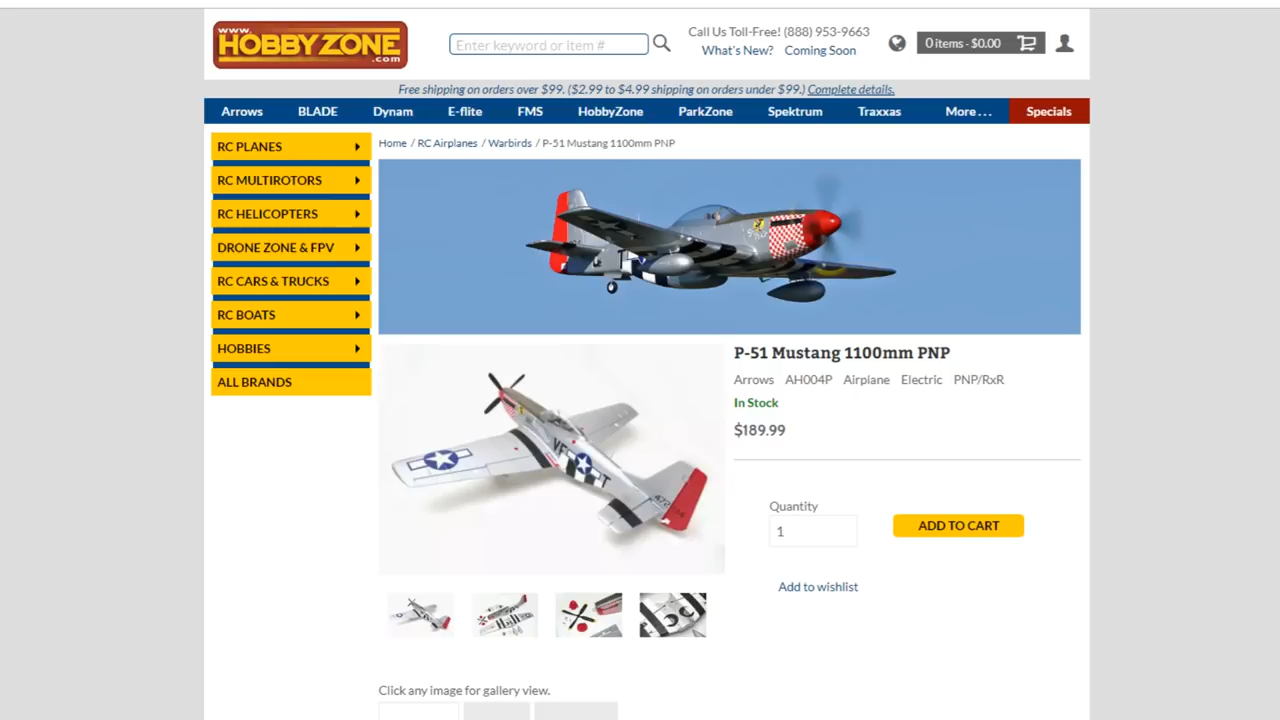 www.
HOBBYZONE
.com
Enter keyword or item #
Call Us Toll-Free! (888) 953-9663
What's New? Coming Soon
0 items - $0.00
Free shipping on orders over $99. ($2.99 to $4.99 shipping on orders under $99.) Complete details.
Arrows BLADE Dynam E-flite FMS HobbyZone ParkZone Spektrum Traxxas More . . . Specials
RC PLANES
RC MULTIROTORS
RC HELICOPTERS
DRONE ZONE & FPV
RC CARS & TRUCKS
RC BOATS
HOBBIES
ALL BRANDS
Home / RC Airplanes / Warbirds / P-51 Mustang 1100mm PNP
P-51 Mustang 1100mm PNP
Arrows AH004P Airplane Electric PNP/RxR
In Stock
$189.99
Quantity
1
ADD TO CART
Add to wishlist
VF
T
Click any image for gallery view.